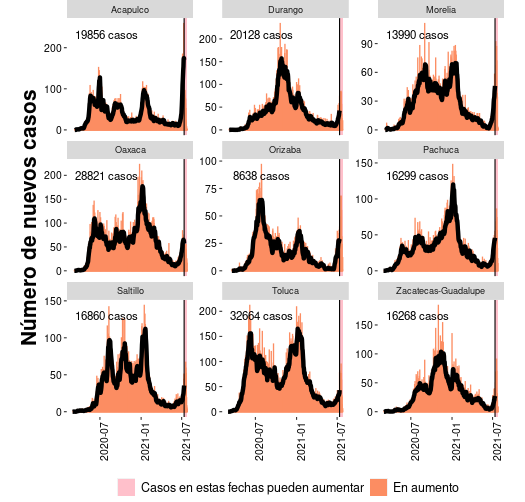 Número de nuevos casos
Acapulco
19856 casos
200
100
0
Durango
20128 casos
200
150
100
50
0
Morelia
13990 casos
90
60
30
0
Oaxaca
28821 casos
200
150
100
50
0
Orizaba
8638 casos
100
75
50
25
0
Pachuca
16299 casos
150
100
50
0
Saltillo
16860 casos
150
100
50
0
Toluca
32664 casos
200
150
100
50
0
Zacatecas-Guadalupe
16268 casos
150
100
50
0
2020-07
2021-01
2021-07
2020-07
2021-01
2021-07
2020-07
2021-01
2021-07
Casos en estas fechas pueden aumentar
En aumento